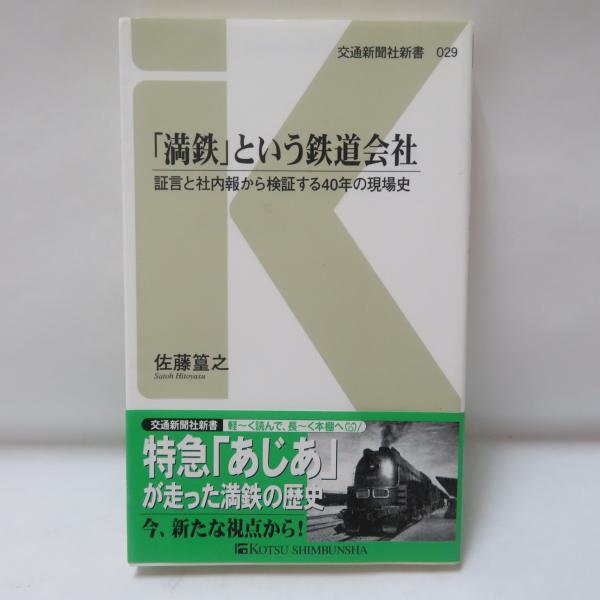 交通新聞社新書 029
「満鉄」という鉄道会社
証言と社内報から検証する40年の現場史
佐藤篁之
Satoh Hitoyasu
交通新聞社新書
軽〜く読んで、長〜く本棚へ
特急「あじあ」
が走った満鉄の歴史
今、新たな視点から!
KOTSU SHIMBUNSHA